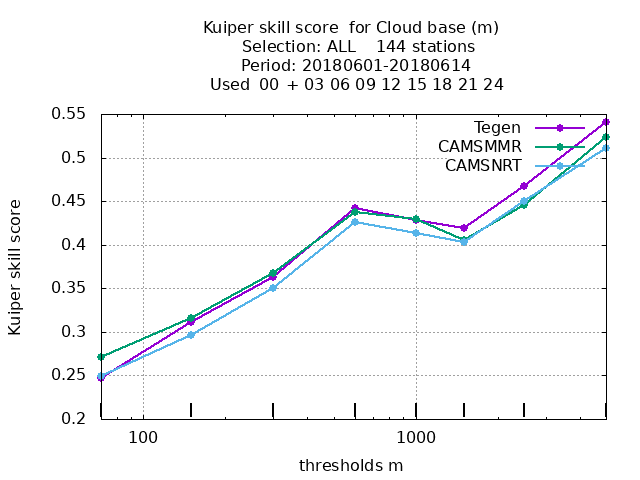 Kuiper skill score  for Cloud base (m)
Selection: ALL    144 stations
Period: 20180601-20180614
Used  00 + 03 06 09 12 15 18 21 24
Tegen
CAMSMMR
CAMSNRT
0.55
0.5
0.45
0.4
0.35
0.3
0.25
0.2
Kuiper skill score
100
1000
thresholds m